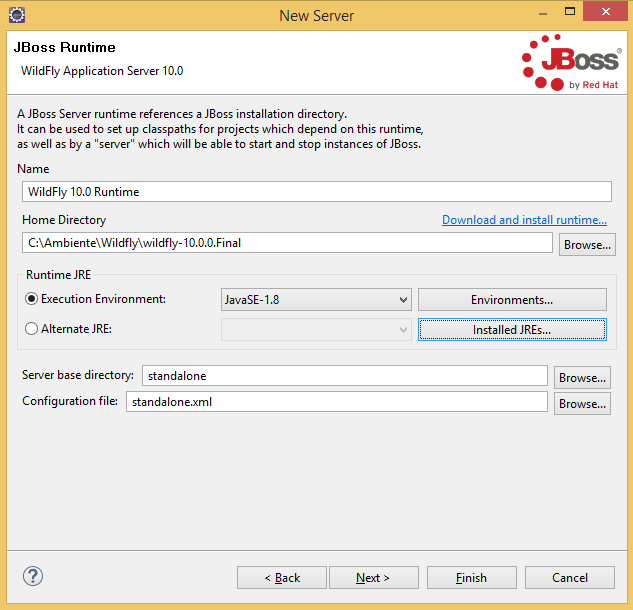 New Server
JBoss Runtime
WildFly Application Server 10.0
JBoss®
by Red Hat
A JBoss Server runtime references a JBoss installation directory.
It can be used to set up classpaths for projects which depend on this runtime,
as well as by a "server" which will be able to start and stop instances of JBoss.
Name
WildFly 10.0 Runtime
Home Directory
Download and install runtime...
C:\Ambiente\Wildfly\wildfly-10.0.0.Final
Browse...
Runtime JRE
Execution Environment:
JavaSE-1.8
Environments...
Alternate JRE:
Installed JREs...
Server base directory:
standalone
Browse...
Configuration file:
standalone.xml
Browse...
?
< Back
Next >
Finish
Cancel